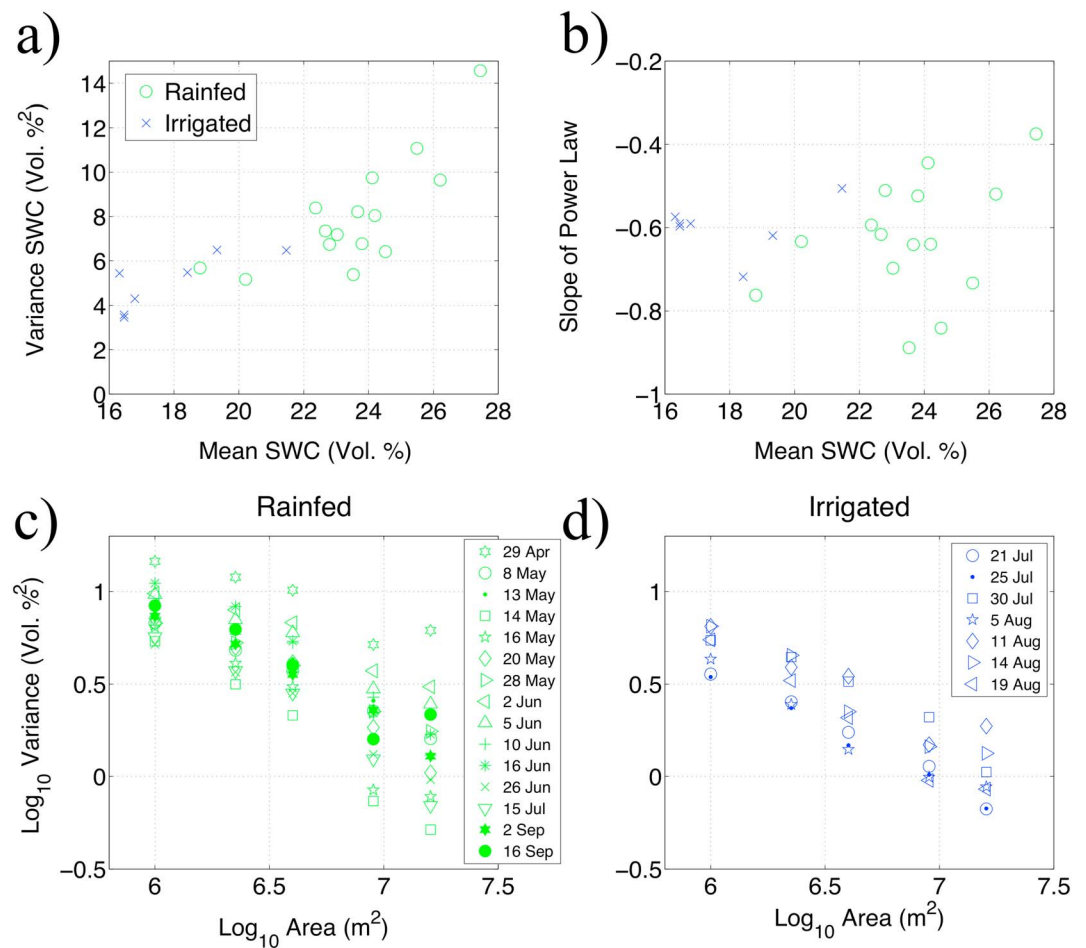 a)
Variance SWC (Vol. %²)
14
12
10
8
6
4
2
0
16 18 20 22 24 26 28
Mean SWC (Vol. %)
Rainfed
Irrigated
b)
Slope of Power Law
−0.2
−0.4
−0.6
−0.8
−1
16 18 20 22 24 26 28
Mean SWC (Vol. %)
c)
Rainfed
Log₁₀ Variance (Vol. %²)
1
0.5
0
−0.5
6 6.5 7 7.5
Log₁₀ Area (m²)
29 Apr
8 May
13 May
14 May
16 May
20 May
28 May
2 Jun
5 Jun
10 Jun
16 Jun
26 Jun
15 Jul
2 Sep
16 Sep
d)
Irrigated
1
0.5
0
−0.5
6 6.5 7 7.5
Log₁₀ Area (m²)
21 Jul
25 Jul
30 Jul
5 Aug
11 Aug
14 Aug
19 Aug